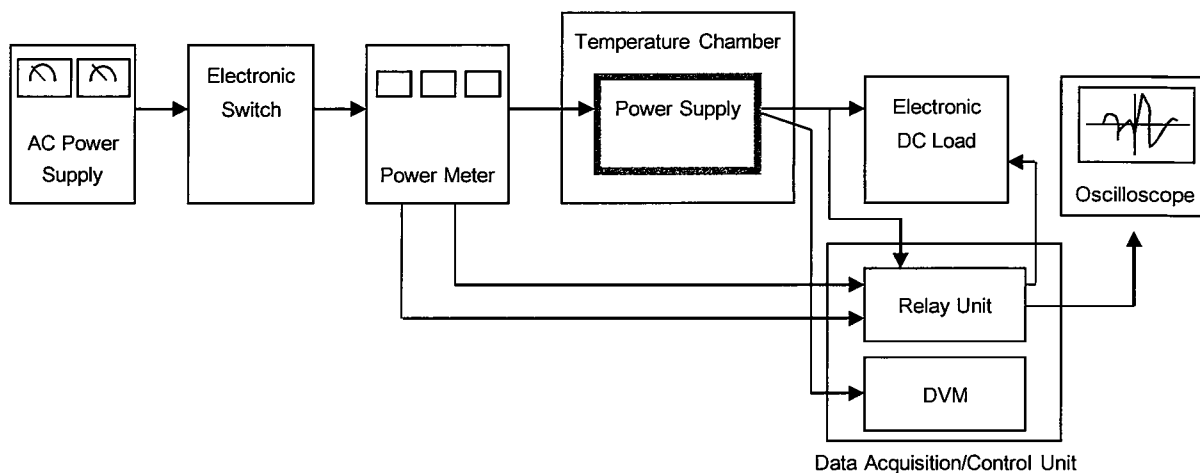 AC Power
Supply
Electronic
Switch
Power Meter
Temperature Chamber
Power Supply
Electronic
DC Load
Oscilloscope
Relay Unit
DVM
Data Acquisition/Control Unit